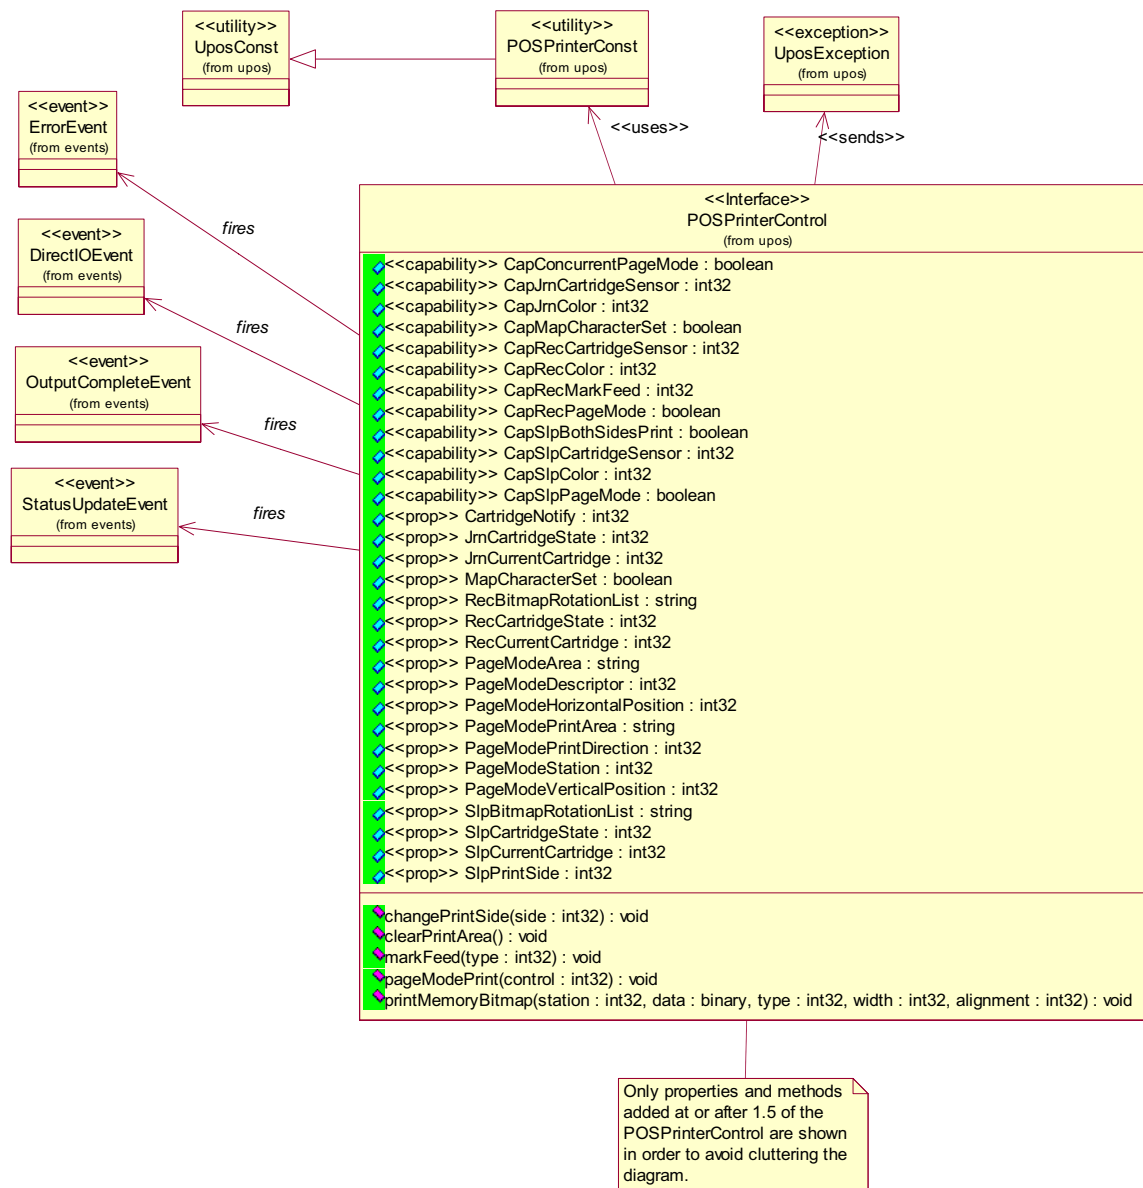 <<utility>>
UposConst
(from upos)
<<utility>>
POSPrinterConst
(from upos)
<<exception>>
UposException
(from upos)
<<uses>>
<<sends>>
<<event>>
ErrorEvent
(from events)
fires
<<event>>
DirectIOEvent
(from events)
fires
<<event>>
OutputCompleteEvent
(from events)
fires
<<event>>
StatusUpdateEvent
(from events)
fires
<<Interface>>
POSPrinterControl
(from upos)
<<capability>> CapConcurrentPageMode : boolean
<<capability>> CapJrnCartridgeSensor : int32
<<capability>> CapJrnColor : int32
<<capability>> CapMapCharacterSet : boolean
<<capability>> CapRecCartridgeSensor : int32
<<capability>> CapRecColor : int32
<<capability>> CapRecMarkFeed : int32
<<capability>> CapRecPageMode : boolean
<<capability>> CapSlpBothSidesPrint : boolean
<<capability>> CapSlpCartridgeSensor : int32
<<capability>> CapSlpColor : int32
<<capability>> CapSlpPageMode : boolean
<<prop>> CartridgeNotify : int32
<<prop>> JrnCartridgeState : int32
<<prop>> JrnCurrentCartridge : int32
<<prop>> MapCharacterSet : boolean
<<prop>> RecBitmapRotationList : string
<<prop>> RecCartridgeState : int32
<<prop>> RecCurrentCartridge : int32
<<prop>> PageModeArea : string
<<prop>> PageModeDescriptor : int32
<<prop>> PageModeHorizontalPosition : int32
<<prop>> PageModePrintArea : string
<<prop>> PageModePrintDirection : int32
<<prop>> PageModeStation : int32
<<prop>> PageModeVerticalPosition : int32
<<prop>> SlpBitmapRotationList : string
<<prop>> SlpCartridgeState : int32
<<prop>> SlpCurrentCartridge : int32
<<prop>> SlpPrintSide : int32
changePrintSide(side : int32) : void
clearPrintArea() : void
markFeed(type : int32) : void
pageModePrint(control : int32) : void
printMemoryBitmap(station : int32, data : binary, type : int32, width : int32, alignment : int32) : void
Only properties and methods
added at or after 1.5 of the
POSPrinterControl are shown
in order to avoid cluttering the
diagram.